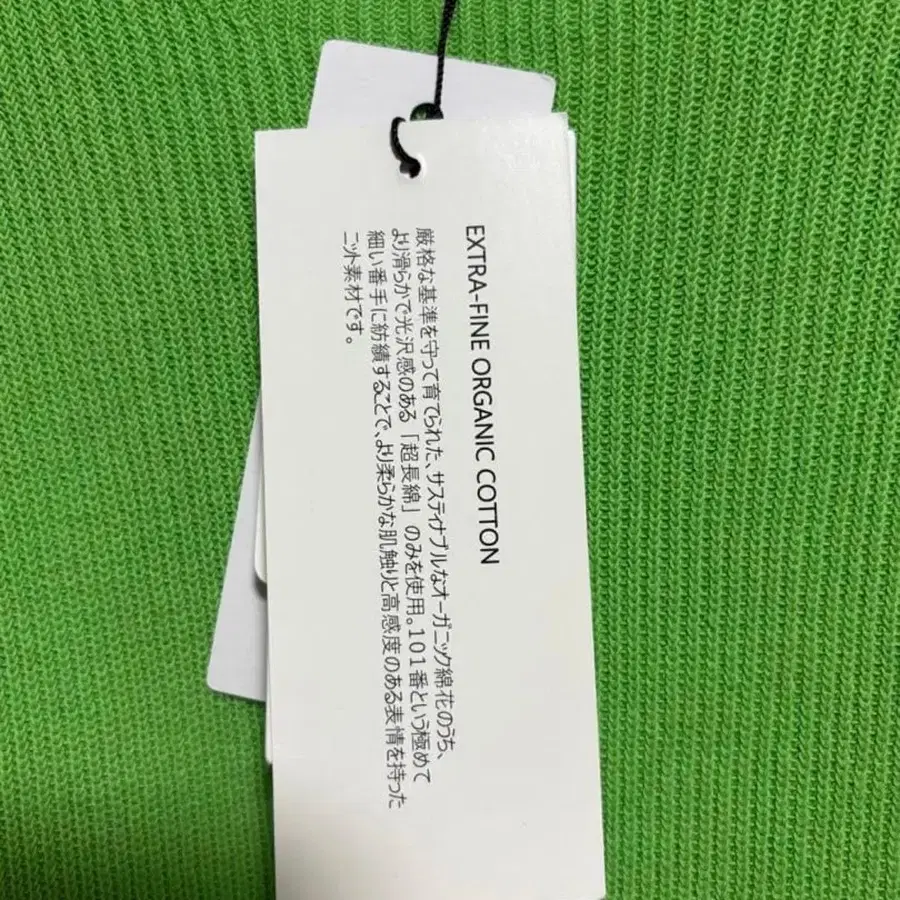 EXTRA-FINE ORGANIC COTTON
厳格な基準を守って育てられた、サスティナブルなオーガニック綿花のうち、
より滑らかで光沢感のある「超長綿」のみを使用。101番という極めて
細い番手に紡績することで、より柔らかな肌触りと高感度のある表情を持った
ニット素材です。